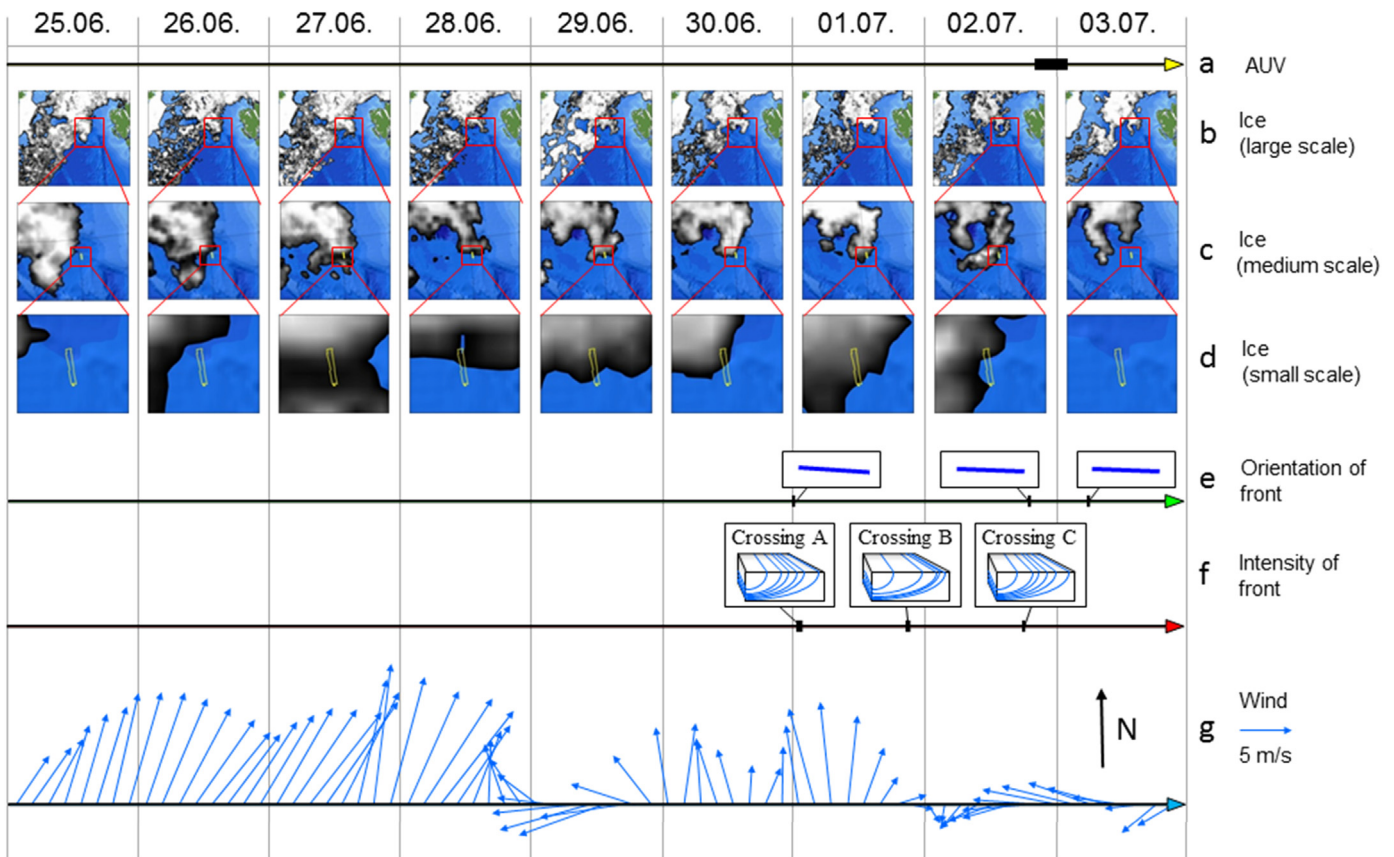 25.06. 26.06. 27.06. 28.06. 29.06. 30.06. 01.07. 02.07. 03.07.
a AUV
b Ice
(large scale)
c Ice
(medium scale)
d Ice
(small scale)
e Orientation of
front
Crossing A Crossing B Crossing C
f Intensity of
front
g Wind
5 m/s
N